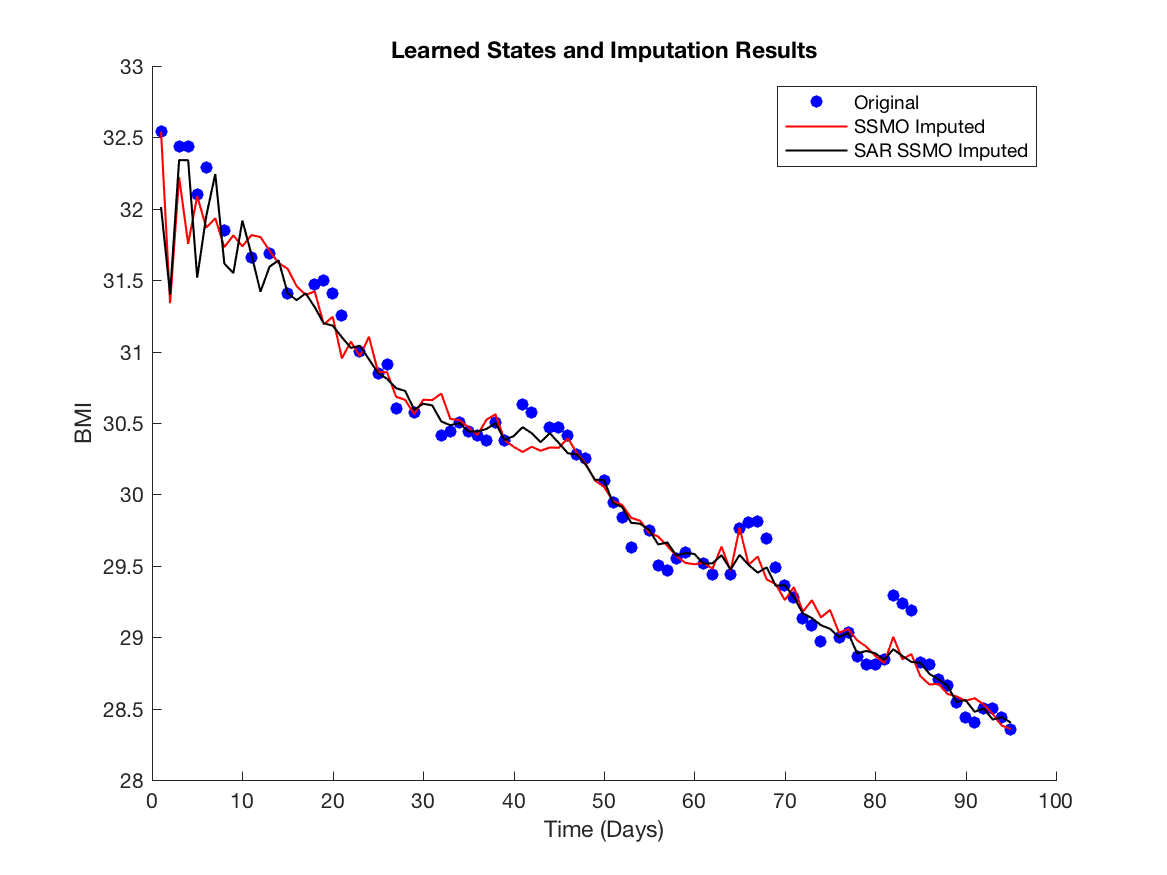 Learned States and Imputation Results
Original
SSMO Imputed
SAR SSMO Imputed
33
32.5
32
31.5
31
30.5
30
29.5
29
28.5
28
BMI
0 10 20 30 40 50 60 70 80 90 100
Time (Days)